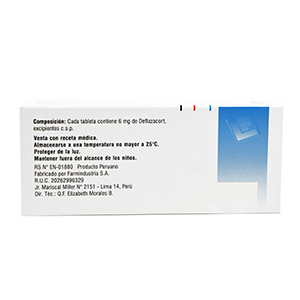 Composición: Cada tableta contiene 6 mg de Deflazacort,
excipientes c.s.p.
Venta con receta médica.
Almacenarse a una temperatura no mayor a 25°C.
Proteger de la luz.
Mantener fuera del alcance de los niños.
RS N° EN-01880 Producto Peruano
Fabricado por Farmindustria S.A.
R.U.C. 20262996329
Jr. Mariscal Miller N° 2151 - Lima 14, Perú
Dir. Téc.: Q.F. Elizabeth Morales B.